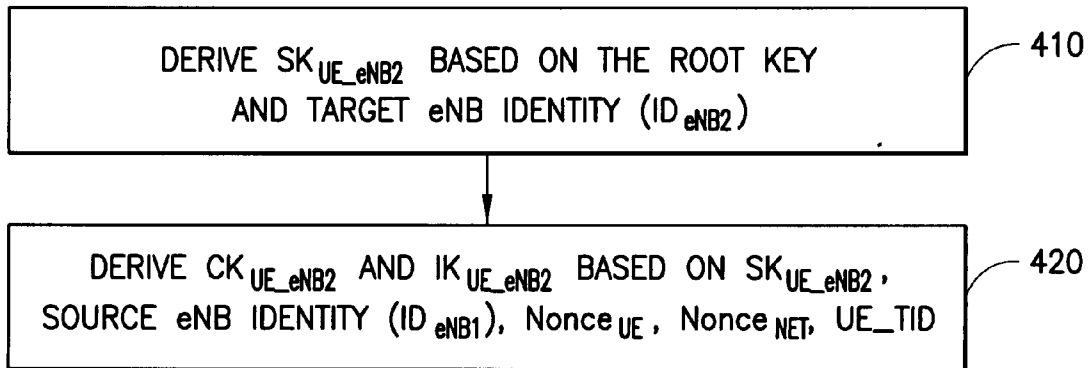 DERIVE SK UE_eNB2 BASED ON THE ROOT KEY
AND TARGET eNB IDENTITY (ID eNB2)
410
DERIVE CK UE_eNB2 AND IK UE_eNB2 BASED ON SK UE_eNB2,
SOURCE eNB IDENTITY (ID eNB1), Nonce UE, Nonce NET, UE_TID
420